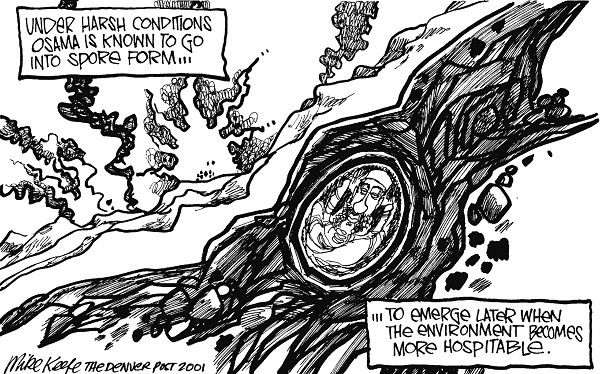 UNDER HARSH CONDITIONS
OSAMA IS KNOWN TO GO
INTO SPORE FORM...
...TO EMERGE LATER WHEN
THE ENVIRONMENT BECOMES
MORE HOSPITABLE.
Mike Keefe THE DENVER POST 2001